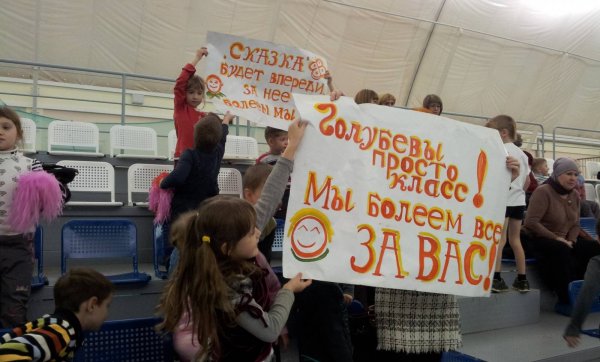 СКАЗКА
БУДЕТ ВПЕРЕДИ
ЗА НЕЕ
БОЛЕЕМ МЫ
ГОЛУБЕВЫ
ПРОСТО
КЛАСС!
МЫ БОЛЕЕМ ВСЕ
ЗА ВАС!